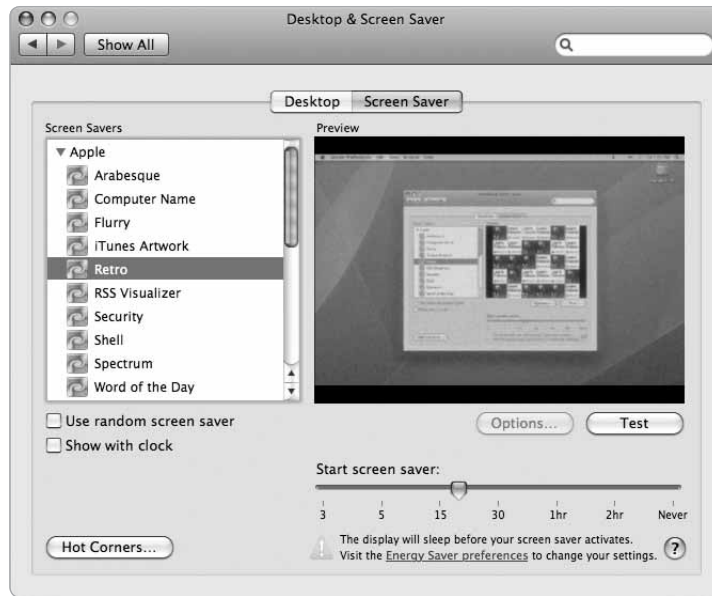 Desktop & Screen Saver
Show All
Desktop Screen Saver
Screen Savers
Preview
Apple
Arabesque
Computer Name
Flurry
iTunes Artwork
Retro
RSS Visualizer
Security
Shell
Spectrum
Word of the Day
Use random screen saver
Show with clock
Options...
Test
Start screen saver:
3 5 15 30 1hr 2hr Never
Hot Corners...
The display will sleep before your screen saver activates.
Visit the Energy Saver preferences to change your settings.
?